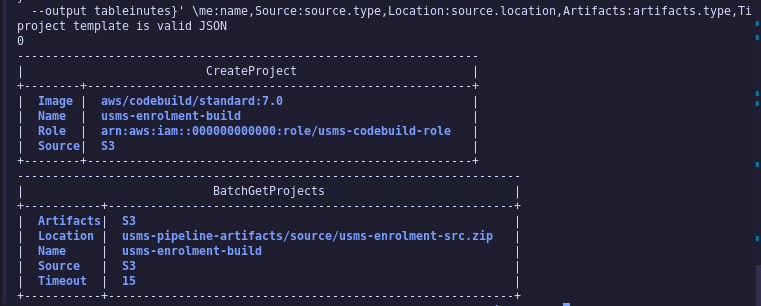 --output tableinutes}' \me:name,Source:source.type,Location:source.location,Artifacts:artifacts.type,Ti
project template is valid JSON
0
-----------------------------------------------------------------
|                          CreateProject                         |
+--------+-------------------------------------------------------+
|  Image |  aws/codebuild/standard:7.0                           |
|  Name  |  usms-enrolment-build                                 |
|  Role  |  arn:aws:iam::000000000000:role/usms-codebuild-role   |
|  Source|  S3                                                   |
+--------+-------------------------------------------------------+
-----------------------------------------------------------------------
|                           BatchGetProjects                           |
+-----------+----------------------------------------------------------+
|  Artifacts|  S3                                                      |
|  Location |  usms-pipeline-artifacts/source/usms-enrolment-src.zip   |
|  Name     |  usms-enrolment-build                                    |
|  Source   |  S3                                                      |
|  Timeout  |  15                                                      |
+-----------+----------------------------------------------------------+